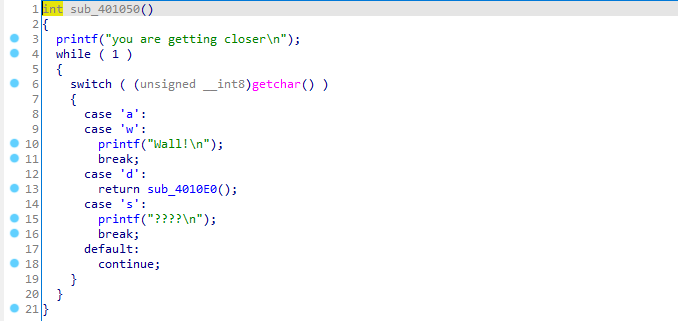 1 int sub_401050()
2 {
3   printf("you are getting closer\n");
4   while ( 1 )
5   {
6     switch ( (unsigned __int8)getchar() )
7     {
8       case 'a':
9       case 'w':
10         printf("Wall!\n");
11         break;
12       case 'd':
13         return sub_4010E0();
14       case 's':
15         printf("????\n");
16         break;
17       default:
18         continue;
19     }
20   }
21 }